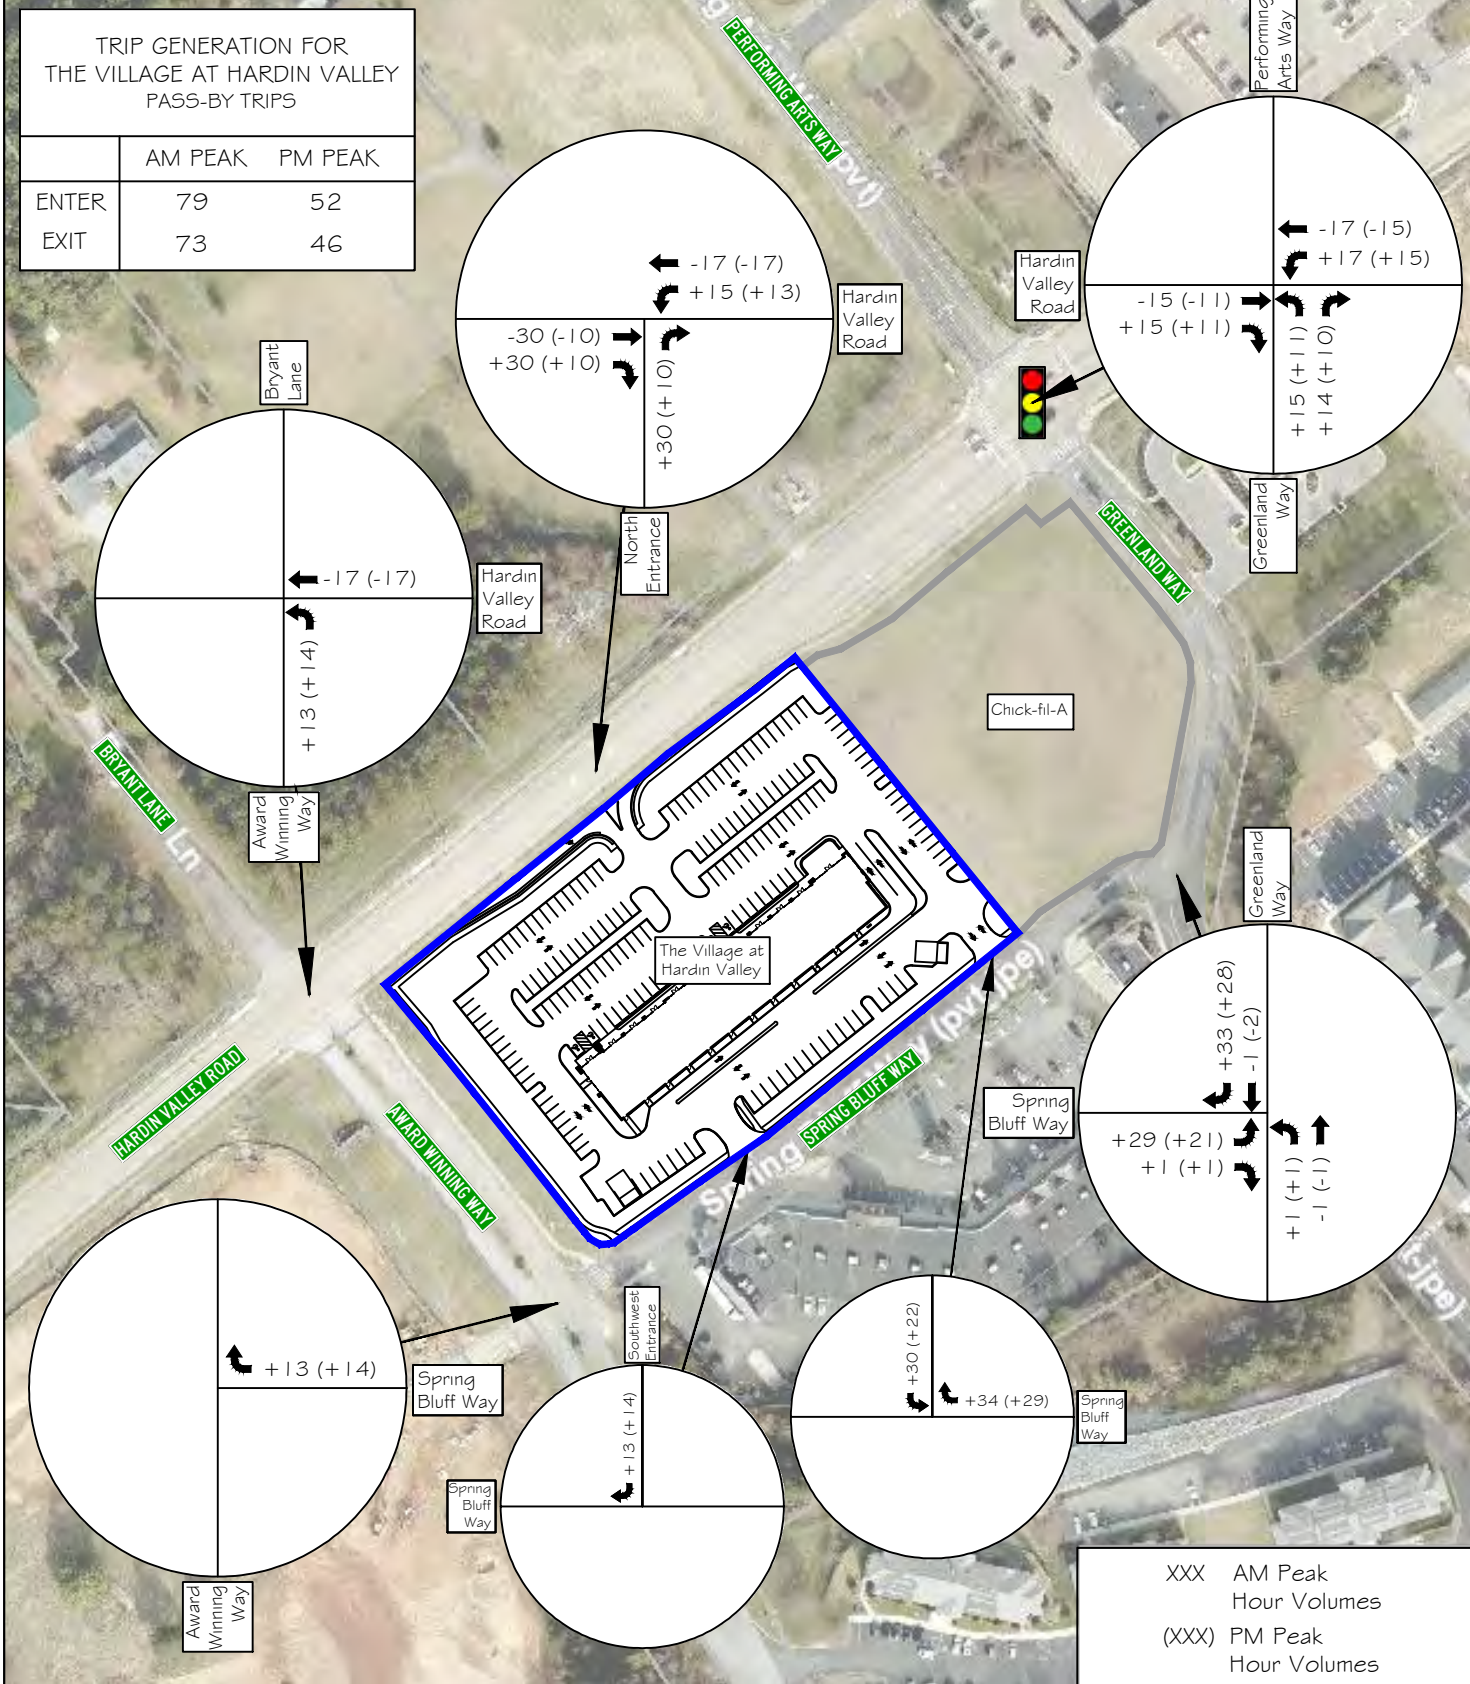 TRIP GENERATION FOR
THE VILLAGE AT HARDIN VALLEY
PASS-BY TRIPS
AM PEAK PM PEAK
ENTER 79 52
EXIT 73 46
PERFORMING ARTS WAY
(pvt)
Performing
Arts Way
Hardin
Valley
Road
-17 (-15)
+17 (+15)
-15 (-11)
+15 (+11)
+15 (+11)
+14 (+10)
Greenland
Way
-17 (-17)
+15 (+13)
-30 (-10)
+30 (+10)
+30 (+10)
Hardin
Valley
Road
North
Entrance
Bryant
Lane
-17 (-17)
+13 (+14)
Hardin
Valley
Road
Award
Winning
Way
GREENLAND WAY
Chick-fil-A
BRYANT LANE
Ln
The Village at
Hardin Valley
HARDIN VALLEY ROAD
AWARD WINNING WAY
SPRING BLUFF WAY
Spring
Greenland
Way
+33 (+28)
-1 (-2)
Spring
Bluff Way
+29 (+21)
+1 (+1)
+1 (+1)
-1 (-1)
+13 (+14)
Spring
Bluff Way
Award
Winning
Way
Southwest
Entrance
+13 (+14)
Spring
Bluff
Way
+30 (+22)
+34 (+29)
Spring
Bluff
Way
XXX AM Peak
Hour Volumes
(XXX) PM Peak
Hour Volumes